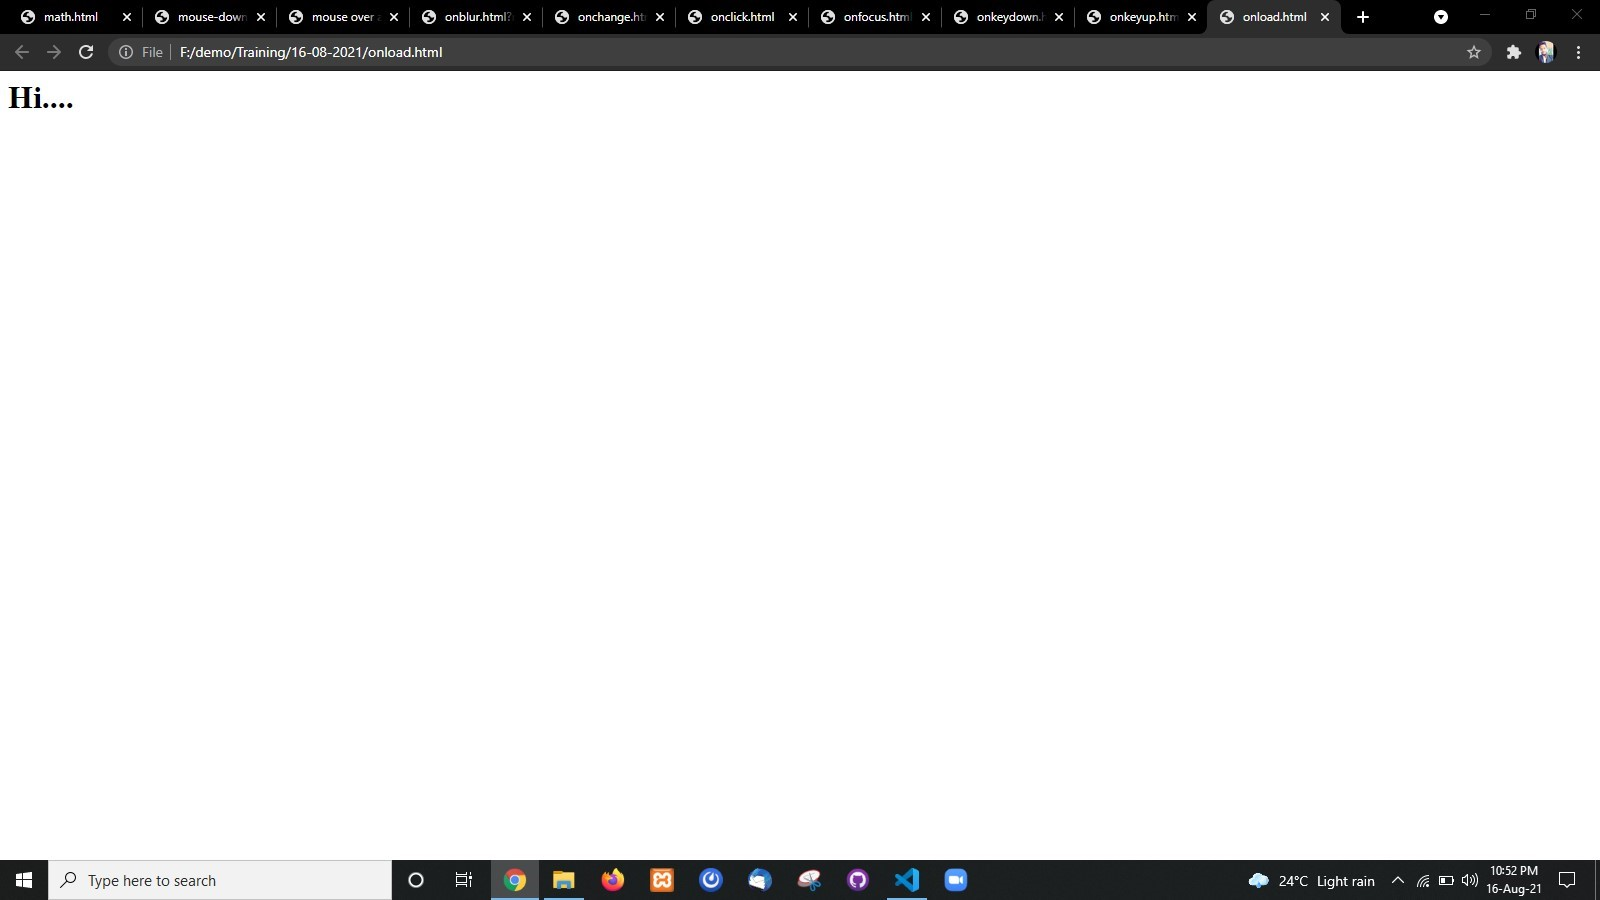 math.html
mouse-down
mouse over
onblur.html?
onchange.ht
onclick.html
onfocus.html
onkeydown.h
onkeyup.htm
onload.html
File
F:/demo/Training/16-08-2021/onload.html
Hi....
Type here to search
24°C Light rain
10:52 PM
16-Aug-21